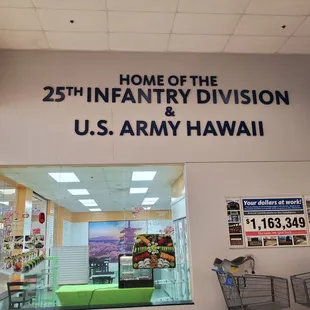 HOME OF THE
25TH INFANTRY DIVISION
&
U.S. ARMY HAWAII
Your dollars at work!
$1,163,349